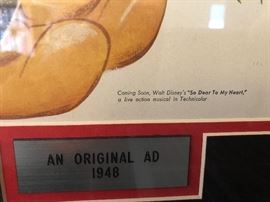 Coming Soon, Walt Disney's "So Dear To My Heart,"
a live action musical in Technicolor
AN ORIGINAL AD
1948